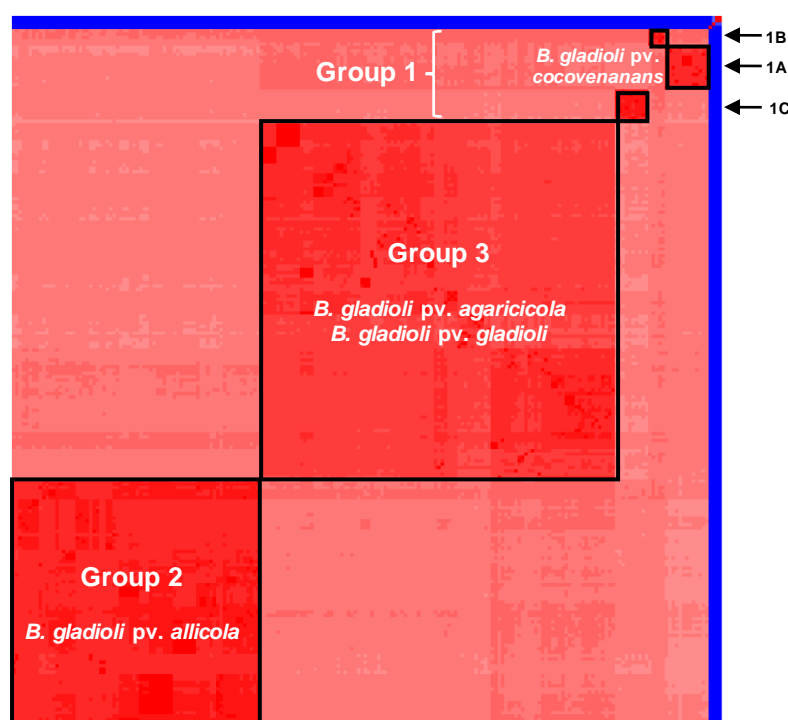 1B
B. gladioli pv.
cocovenanans
1A
Group 1
1C
Group 3
B. gladioli pv. agaricicola
B. gladioli pv. gladioli
Group 2
B. gladioli pv. allicola